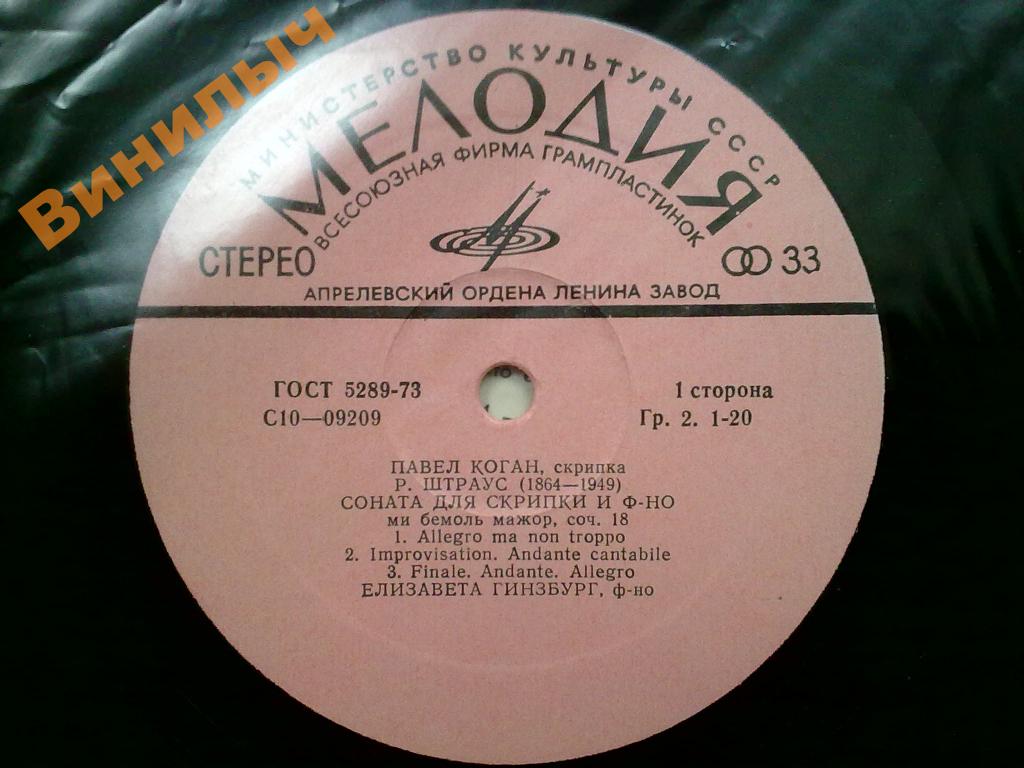 Винилыч
МИНИСТЕРСТВО КУЛЬТУРЫ СССР
МЕЛОДИЯ
ВСЕСОЮЗНАЯ ФИРМА ГРАМПЛАСТИНОК
СТЕРЕО
33
АПРЕЛЕВСКИЙ ОРДЕНА ЛЕНИНА ЗАВОД
ГОСТ 5289-73 1 сторона
С10—09209 Гр. 2. 1-20
ПАВЕЛ КОГАН, скрипка
Р. ШТРАУС (1864—1949)
СОНАТА ДЛЯ СКРИПКИ И Ф-НО
ми бемоль мажор, соч. 18
1. Allegro ma non troppo
2. Improvisation. Andante cantabile
3. Finale. Andante. Allegro
ЕЛИЗАВЕТА ГИНЗБУРГ, ф-но